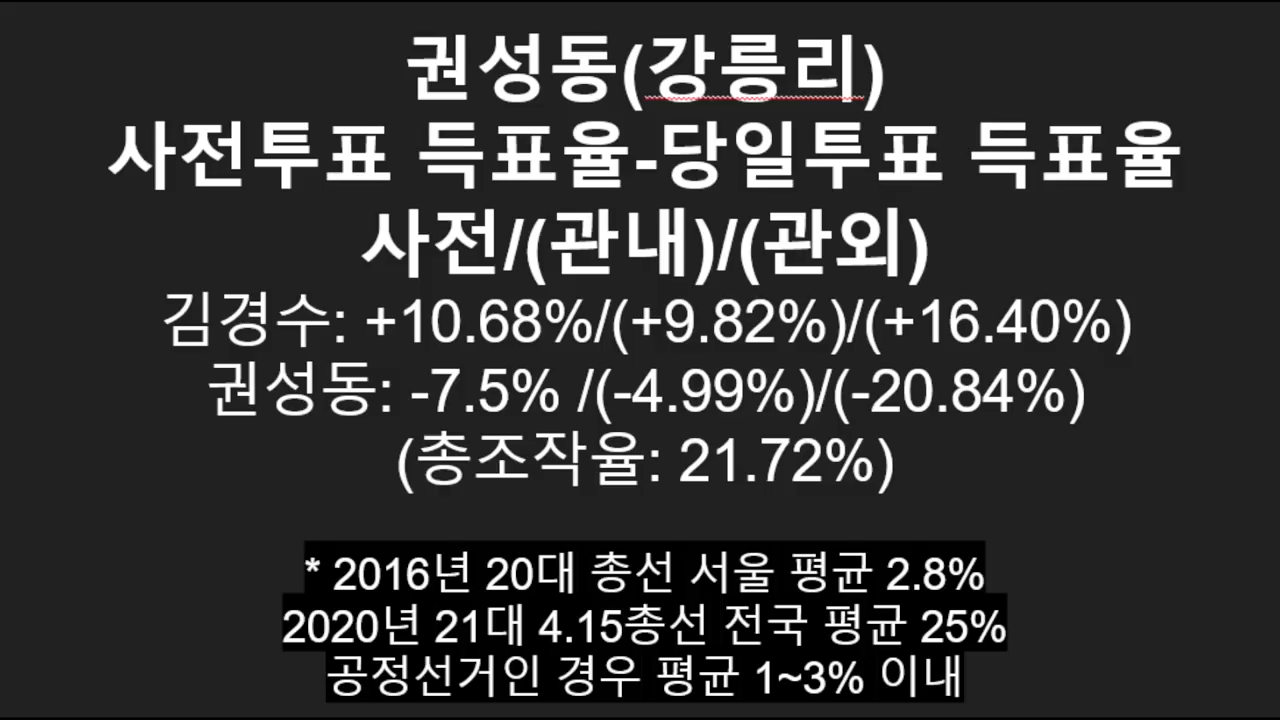 권성동(강릉리)
사전투표 득표율-당일투표 득표율
사전/(관내)/(관외)
김경수: +10.68%/(+9.82%)/(+16.40%)
권성동: -7.5% /(-4.99%)/(-20.84%)
(총조작율: 21.72%)
* 2016년 20대 총선 서울 평균 2.8%
2020년 21대 4.15총선 전국 평균 25%
공정선거인 경우 평균 1~3% 이내